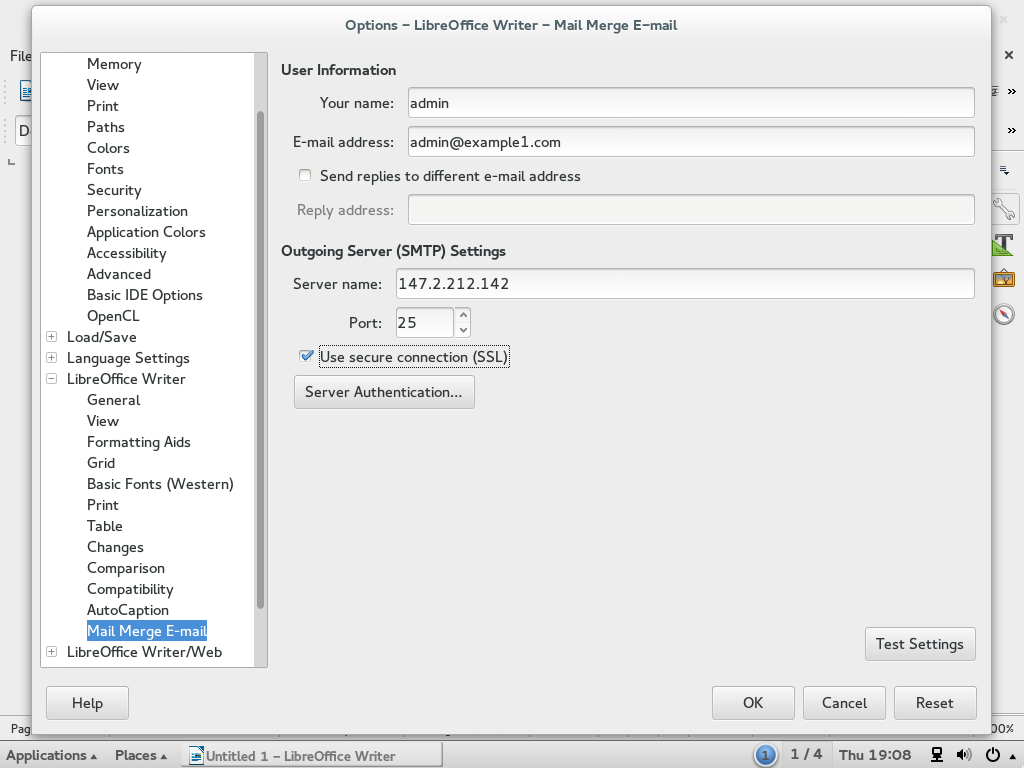 Options – LibreOffice Writer – Mail Merge E-mail
File
Memory
View
Print
Paths
Colors
Fonts
Security
Personalization
Application Colors
Accessibility
Advanced
Basic IDE Options
OpenCL
Load/Save
Language Settings
LibreOffice Writer
General
View
Formatting Aids
Grid
Basic Fonts (Western)
Print
Table
Changes
Comparison
Compatibility
AutoCaption
Mail Merge E-mail
LibreOffice Writer/Web
User Information
Your name: admin
E-mail address: admin@example1.com
Send replies to different e-mail address
Reply address:
Outgoing Server (SMTP) Settings
Server name: 147.2.212.142
Port: 25
Use secure connection (SSL)
Server Authentication...
Test Settings
Help OK Cancel Reset
Pag 00%
Applications Places Untitled 1 – LibreOffice Writer 1 1 / 4 Thu 19:08